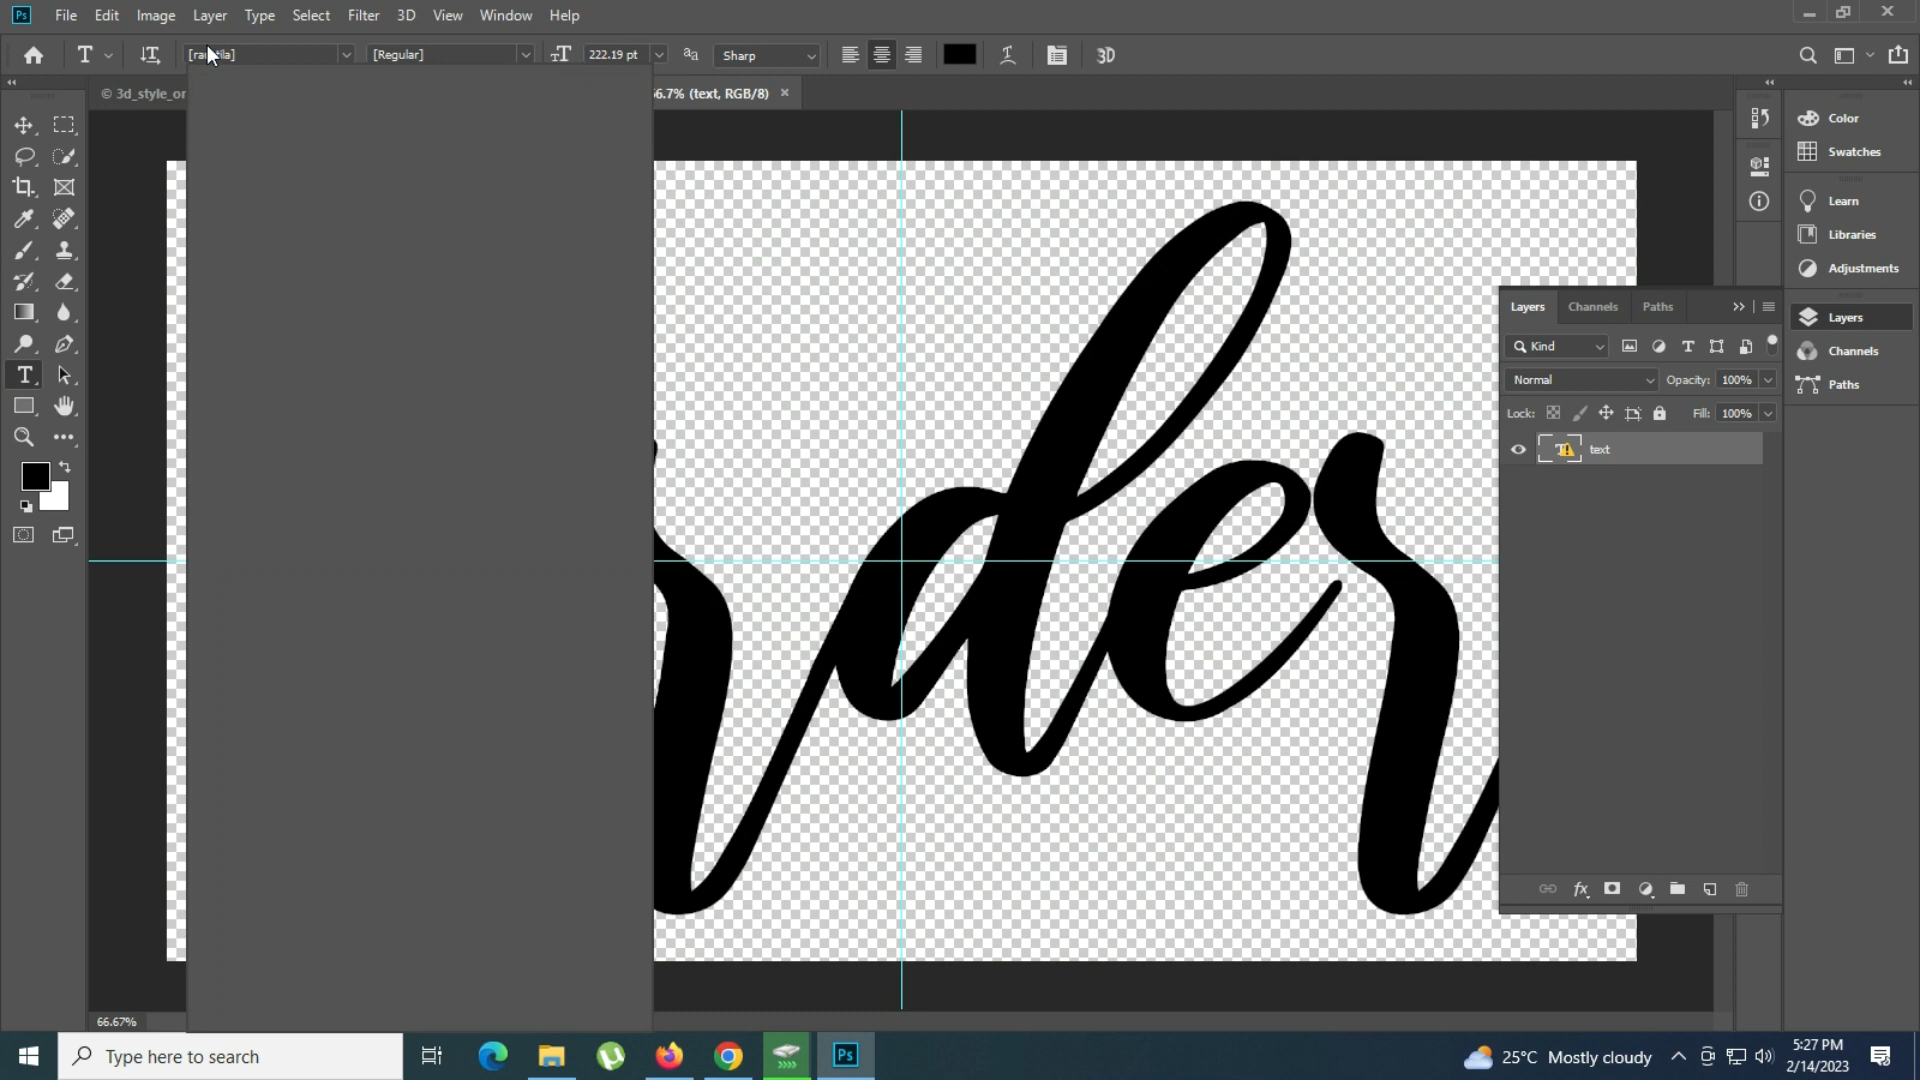 Ps File Edit Image Layer Type Select Filter 3D View Window Help
[Regular] 222.19 pt Sharp 3D
© 3d_style_or
66.7% (text, RGB/8)
der
Color
Swatches
Learn
Libraries
Adjustments
Layers
Channels
Paths
Layers Channels Paths
Kind
Normal Opacity: 100%
Lock: Fill: 100%
text
66.67%
Type here to search
Ps
25°C Mostly cloudy
5:27 PM
2/14/2023